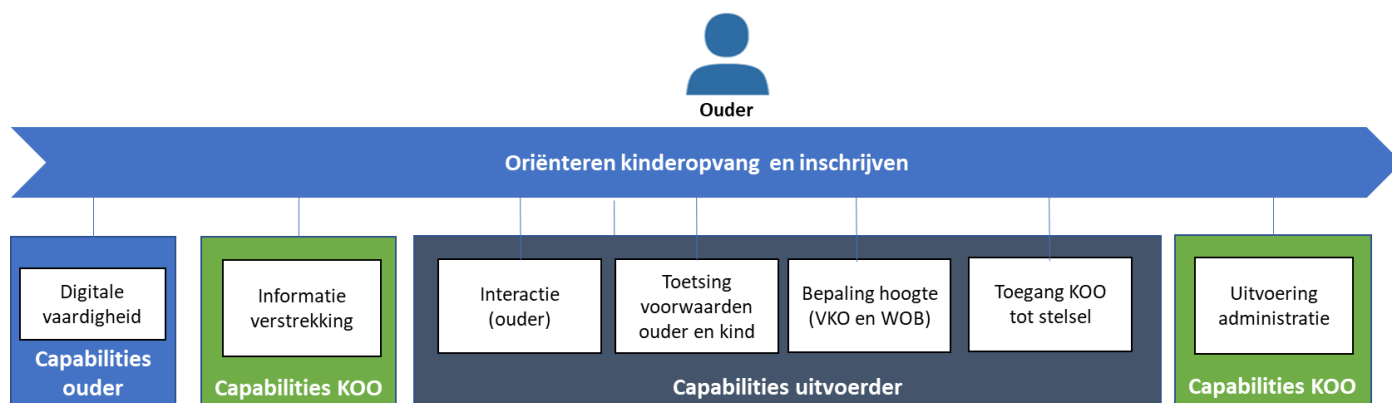 Ouder
Oriënteren kinderopvang en inschrijven
Digitale
vaardigheid
Capabilities
ouder
Informatie
verstrekking
Capabilities KOO
Interactie
(ouder)
Toetsing
voorwaarden
ouder en kind
Bepaling hoogte
(VKO en WOB)
Toegang KOO
tot stelsel
Capabilities uitvoerder
Uitvoering
administratie
Capabilities KOO